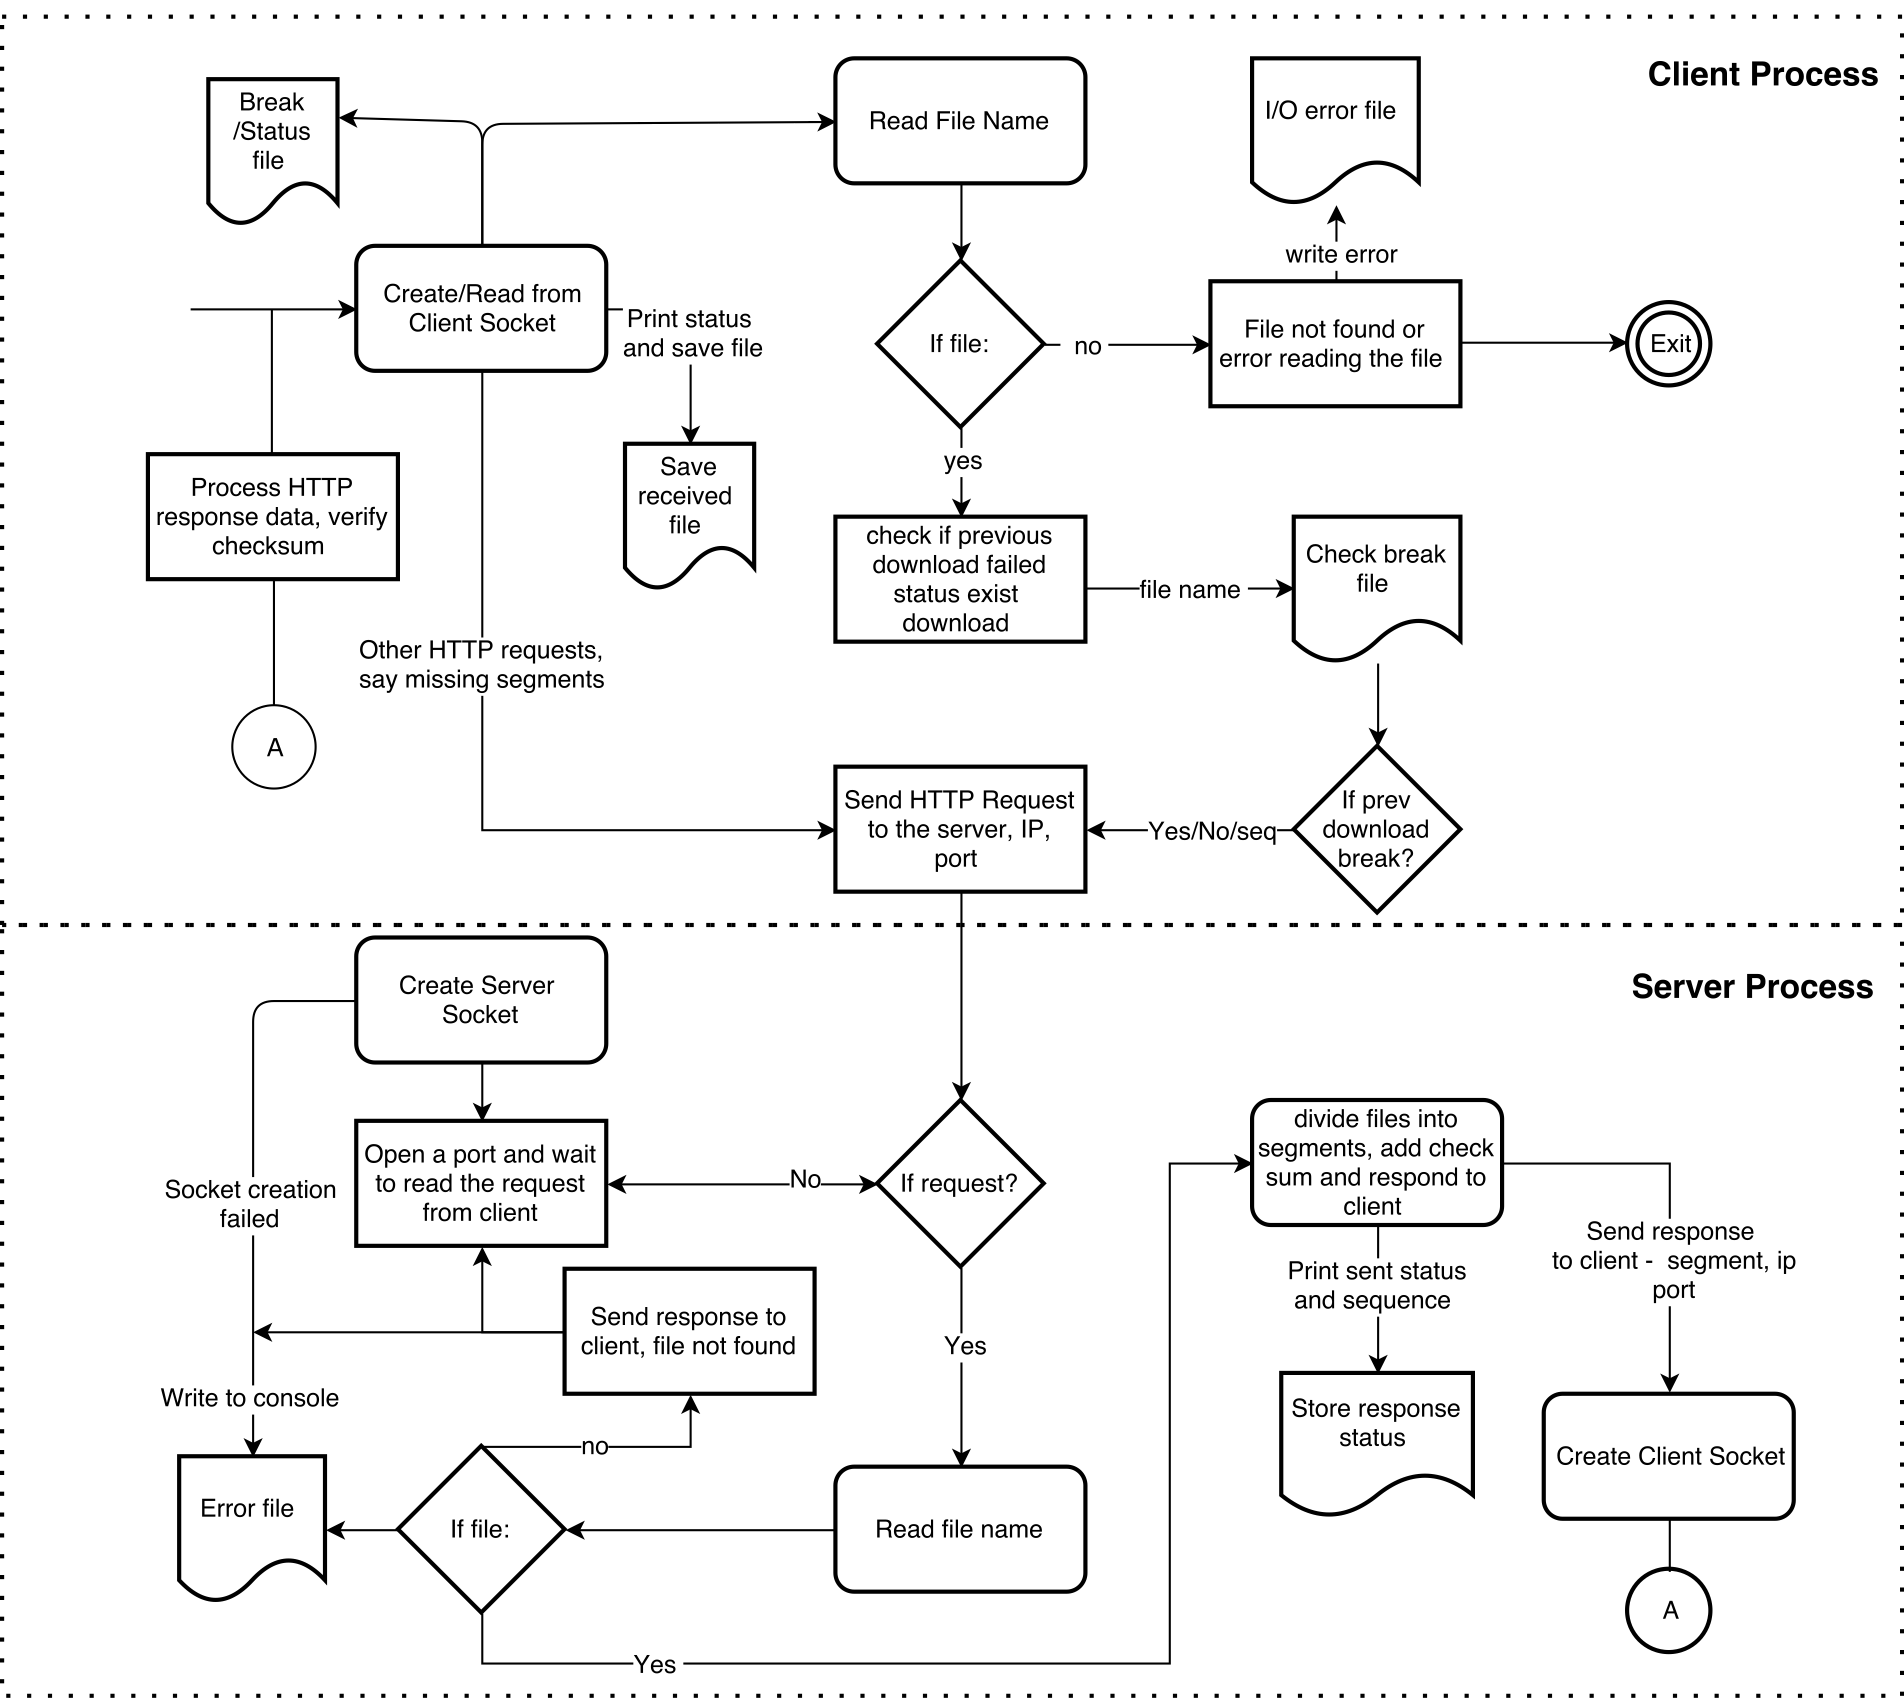 Client Process
Break
/Status
file
Read File Name
I/O error file
write error
Create/Read from
Client Socket
Print status
and save file
If file:
no
File not found or
error reading the file
Exit
Process HTTP
response data, verify
checksum
Save
received
file
yes
check if previous
download failed
status exist
download
file name
Check break
file
Other HTTP requests,
say missing segments
A
Send HTTP Request
to the server, IP,
port
Yes/No/seq
If prev
download
break?
Server Process
Create Server
Socket
Socket creation
failed
Open a port and wait
to read the request
from client
No
If request?
divide files into
segments, add check
sum and respond to
client
Send response
to client - segment, ip
port
Print sent status
and sequence
Send response to
client, file not found
Yes
Write to console
Store response
status
Create Client Socket
no
Error file
If file:
Read file name
A
Yes